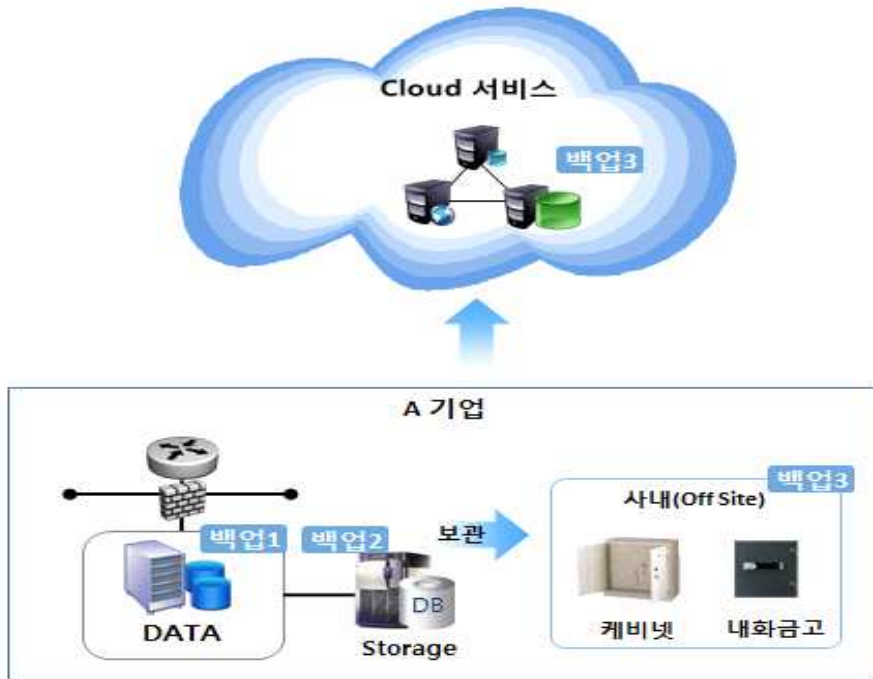 Cloud 서비스
백업3
A 기업
백업3
사내(Off Site)
백업1
백업2
보관
DB
DATA
Storage
케비넷
내화금고